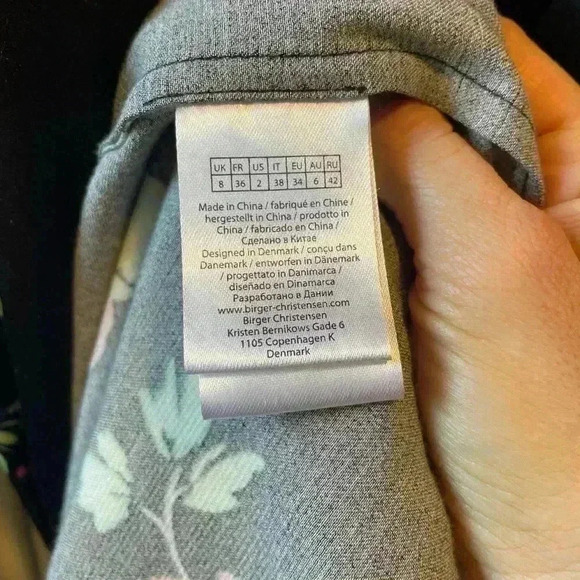 UK FR US IT EU AU RU
8 36 2 38 34 6 42
Made in China / fabriqué en Chine /
hergestellt in China / prodotto in
China / fabricado en China /
Сделано в Китае
Designed in Denmark / conçu dans
Danemark / entworfen in Dänemark
/ progettato in Danimarca /
diseñado en Dinamarca
Разработано в Дании
www.birger-christensen.com
Birger Christensen
Kristen Bernikows Gade 6
1105 Copenhagen K
Denmark